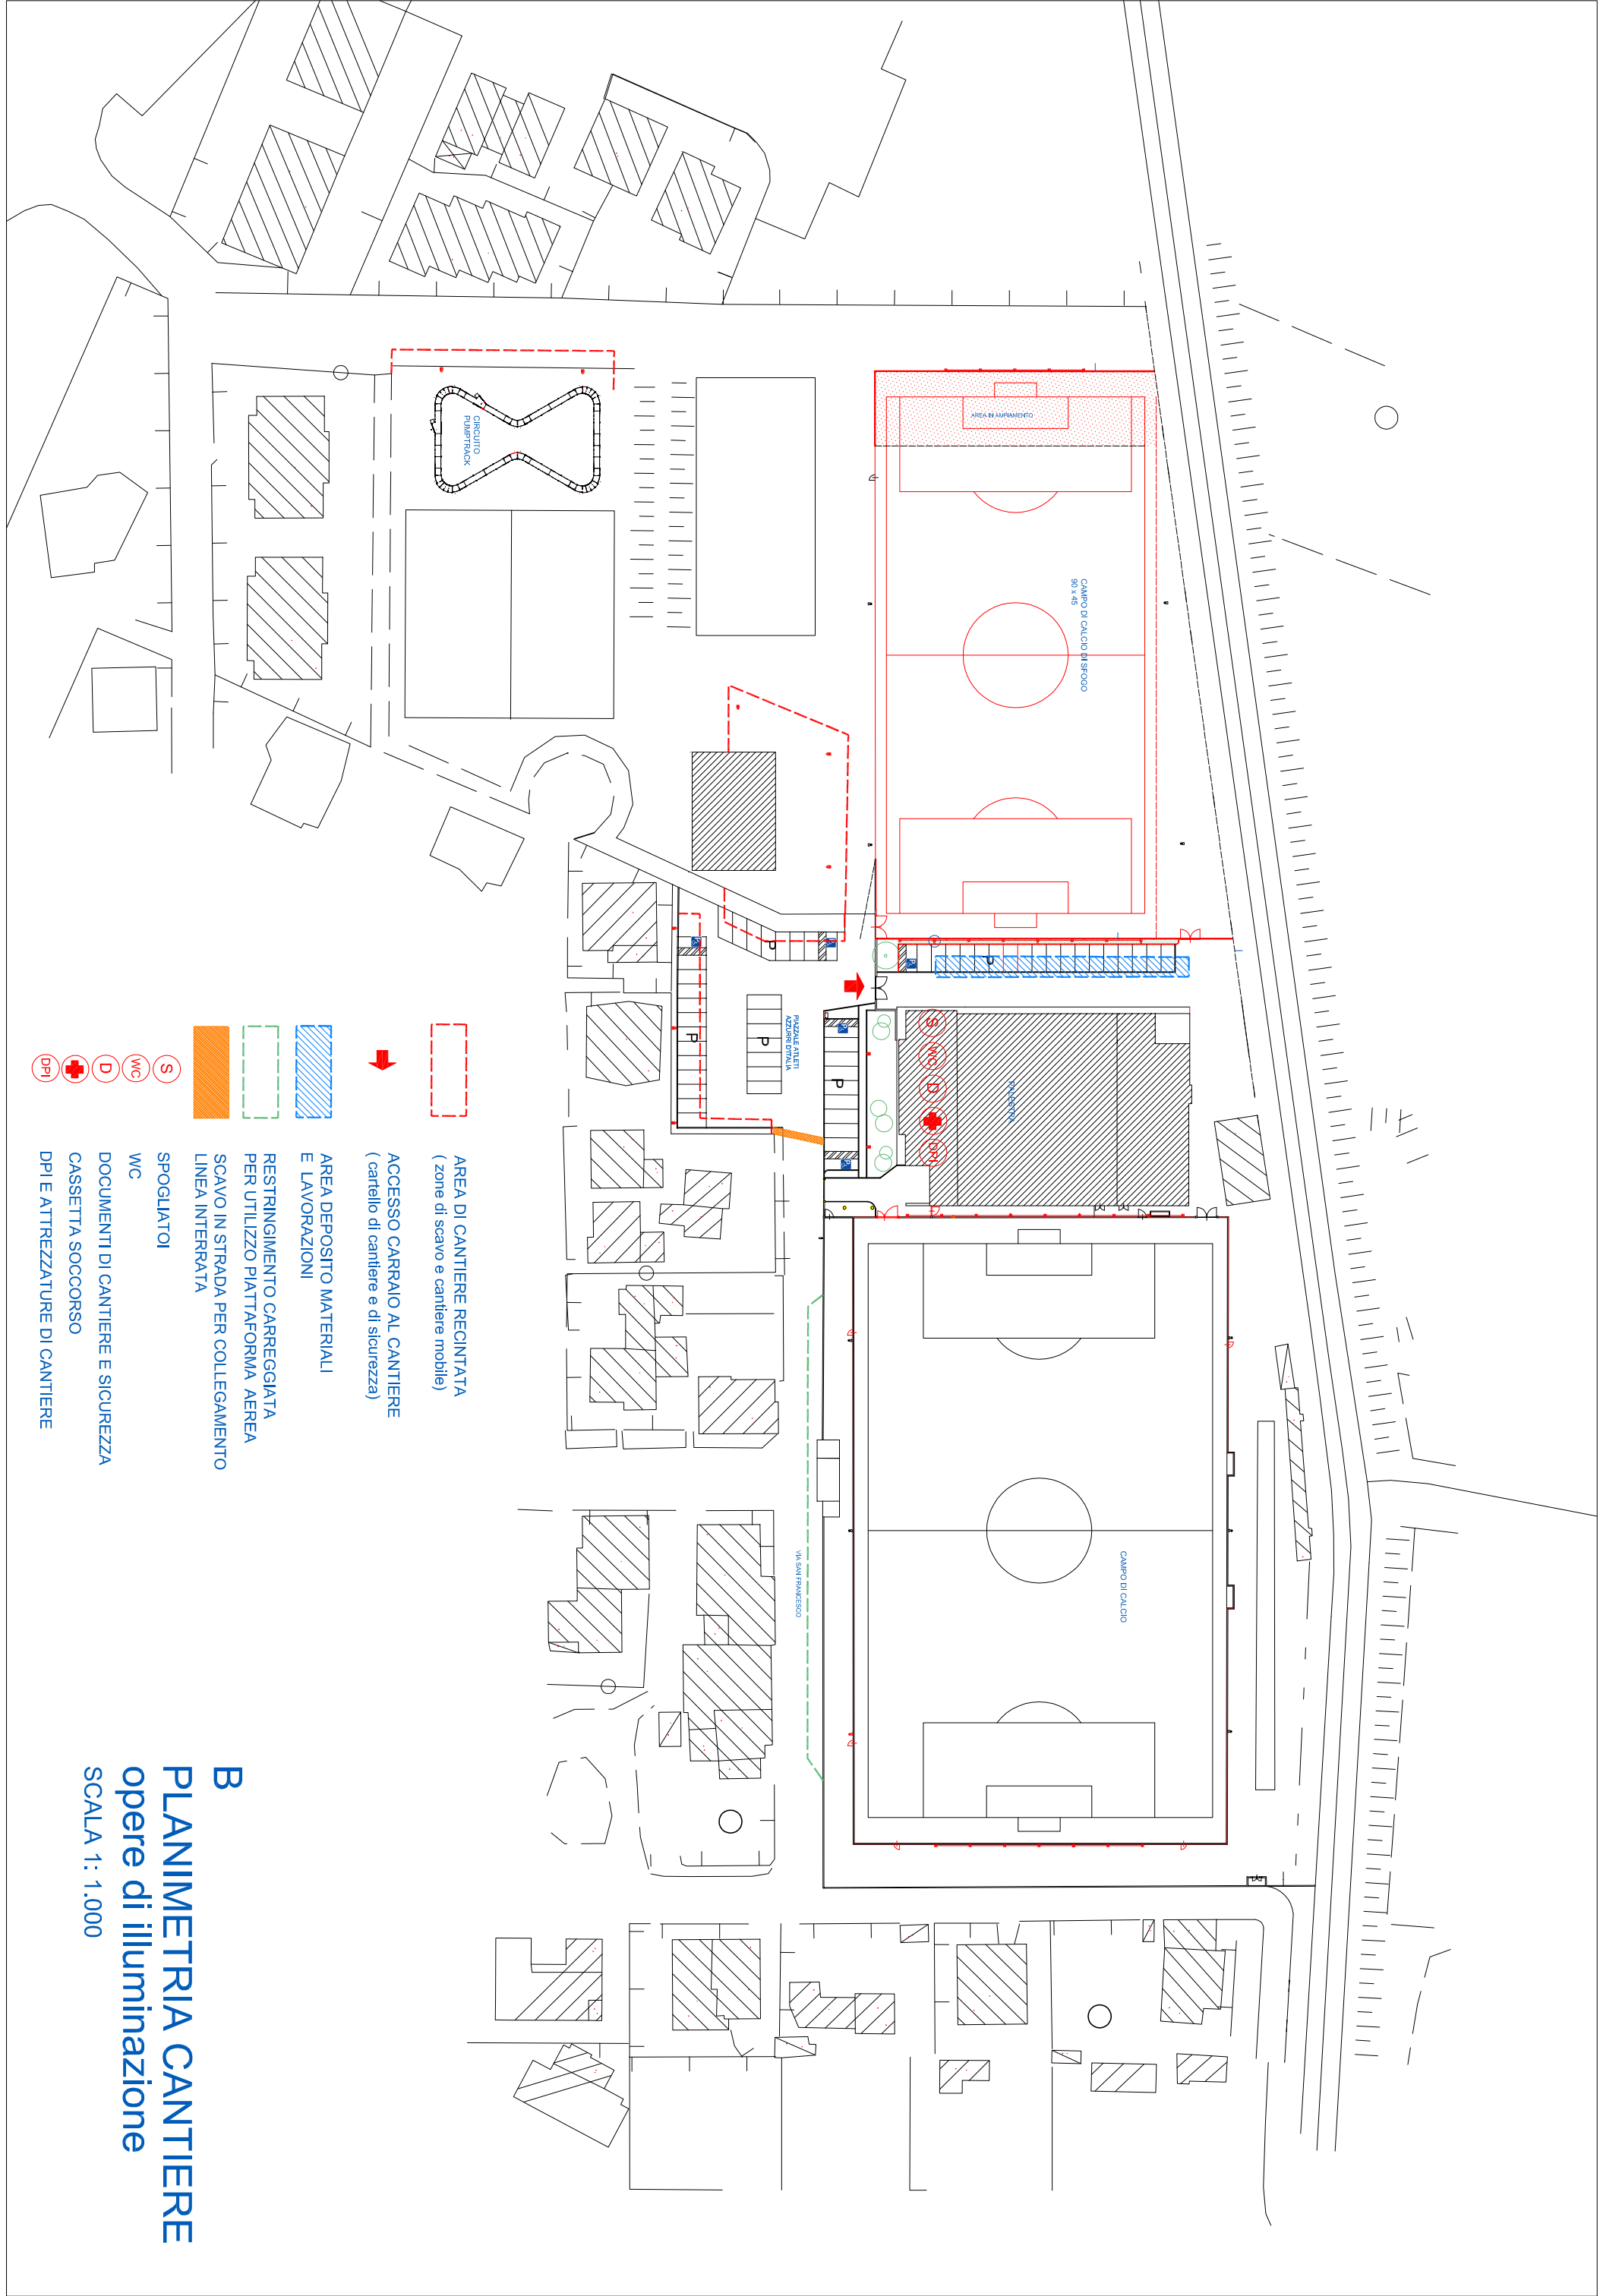 CIRCUITO
PUMPTRACK
AREA IN AMPIAMENTO
CAMPO DI CALCIO DI SFOGO
90 x 45
P
P
P
P
P
P
P
P
P
P
PIAZZALE ATLETI
AZZURRI D'ITALIA
PALESTRA
S
WC
D
DPI
CAMPO DI CALCIO
VIA SAN FRANCESCO
AREA DI CANTIERE RECINTATA
( zone di scavo e cantiere mobile)
ACCESSO CARRAIO AL CANTIERE
( cartello di cantiere e di sicurezza)
AREA DEPOSITO MATERIALI
E LAVORAZIONI
RESTRINGIMENTO CARREGGIATA
PER UTILIZZO PIATTAFORMA AEREA
SCAVO IN STRADA PER COLLEGAMENTO
LINEA INTERRATA
S
SPOGLIATOI
WC
WC
D
DOCUMENTI DI CANTIERE E SICUREZZA
CASSETTA SOCCORSO
DPI
DPI E ATTREZZATURE DI CANTIERE
B
PLANIMETRIA CANTIERE
opere di illuminazione
SCALA 1: 1.000